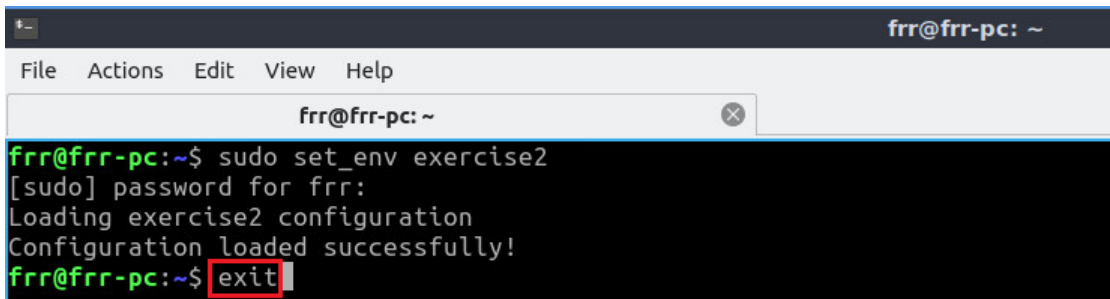 frr@frr-pc: ~
File Actions Edit View Help
frr@frr-pc: ~
frr@frr-pc:~$ sudo set_env exercise2
[sudo] password for frr:
Loading exercise2 configuration
Configuration loaded successfully!
frr@frr-pc:~$ exit